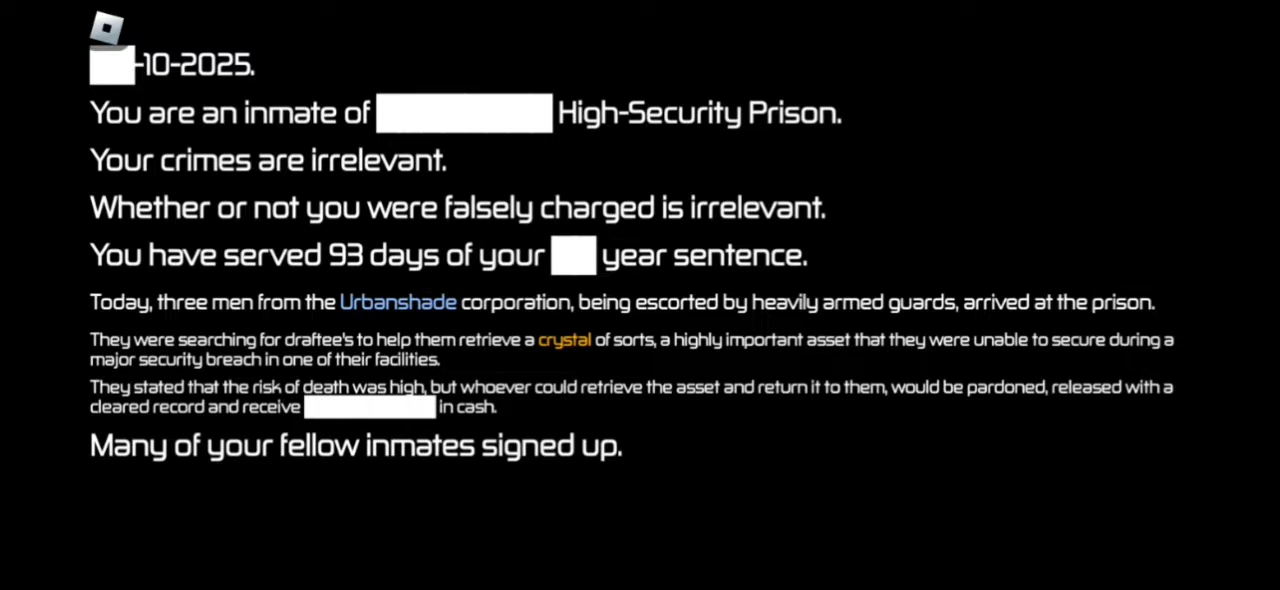 -10-2025.
You are an inmate of High-Security Prison.
Your crimes are irrelevant.
Whether or not you were falsely charged is irrelevant.
You have served 93 days of your year sentence.
Today, three men from the Urbanshade corporation, being escorted by heavily armed guards, arrived at the prison.
They were searching for draftee's to help them retrieve a crystal of sorts, a highly important asset that they were unable to secure during a
major security breach in one of their facilities.
They stated that the risk of death was high, but whoever could retrieve the asset and return it to them, would be pardoned, released with a
cleared record and receive in cash.
Many of your fellow inmates signed up.